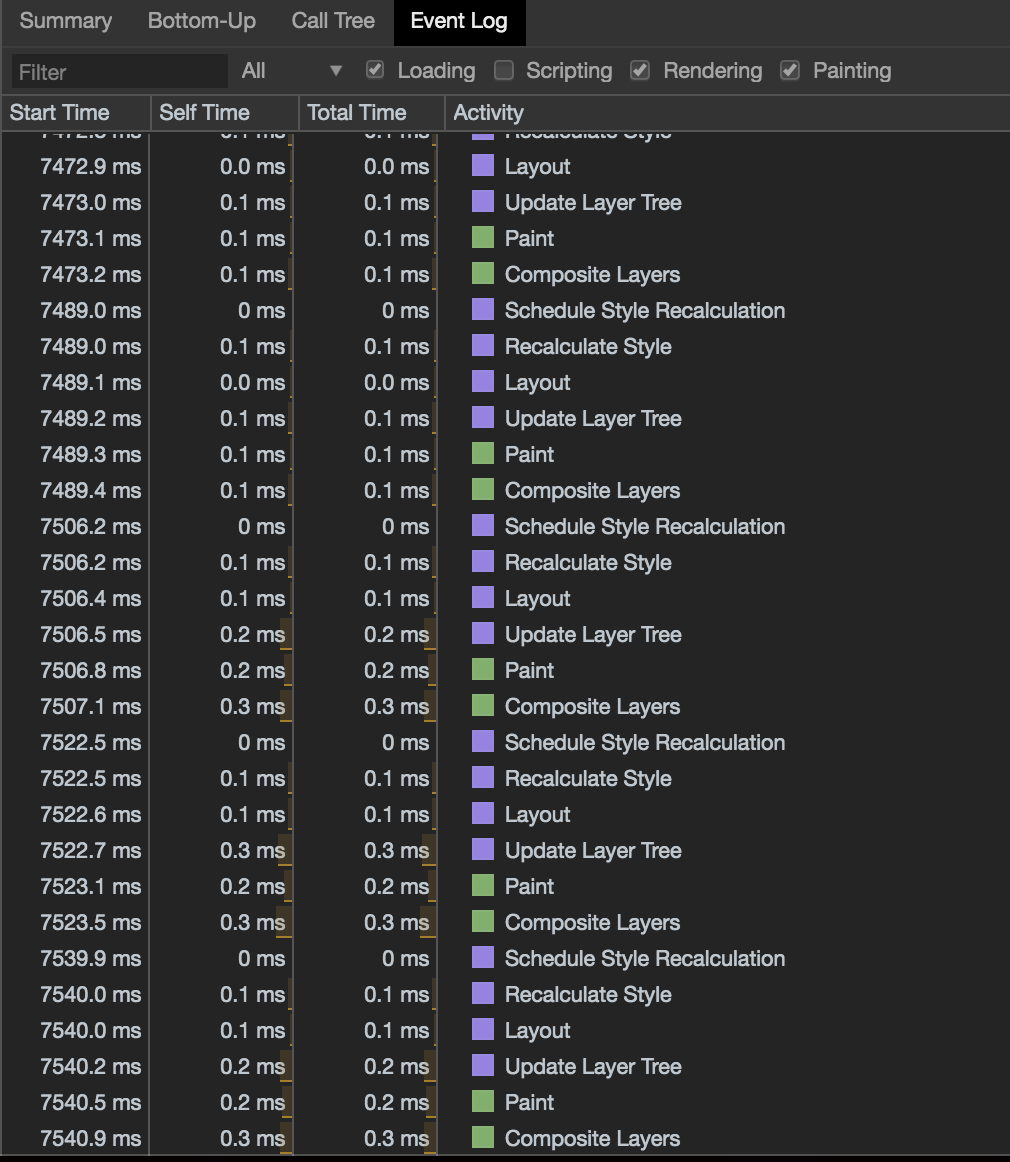 Summary Bottom-Up Call Tree Event Log
Filter All ▼ Loading Scripting Rendering Painting
Start Time Self Time Total Time Activity
7472.9 ms 0.0 ms 0.0 ms Layout
7473.0 ms 0.1 ms 0.1 ms Update Layer Tree
7473.1 ms 0.1 ms 0.1 ms Paint
7473.2 ms 0.1 ms 0.1 ms Composite Layers
7489.0 ms 0 ms 0 ms Schedule Style Recalculation
7489.0 ms 0.1 ms 0.1 ms Recalculate Style
7489.1 ms 0.0 ms 0.0 ms Layout
7489.2 ms 0.1 ms 0.1 ms Update Layer Tree
7489.3 ms 0.1 ms 0.1 ms Paint
7489.4 ms 0.1 ms 0.1 ms Composite Layers
7506.2 ms 0 ms 0 ms Schedule Style Recalculation
7506.2 ms 0.1 ms 0.1 ms Recalculate Style
7506.4 ms 0.1 ms 0.1 ms Layout
7506.5 ms 0.2 ms 0.2 ms Update Layer Tree
7506.8 ms 0.2 ms 0.2 ms Paint
7507.1 ms 0.3 ms 0.3 ms Composite Layers
7522.5 ms 0 ms 0 ms Schedule Style Recalculation
7522.5 ms 0.1 ms 0.1 ms Recalculate Style
7522.6 ms 0.1 ms 0.1 ms Layout
7522.7 ms 0.3 ms 0.3 ms Update Layer Tree
7523.1 ms 0.2 ms 0.2 ms Paint
7523.5 ms 0.3 ms 0.3 ms Composite Layers
7539.9 ms 0 ms 0 ms Schedule Style Recalculation
7540.0 ms 0.1 ms 0.1 ms Recalculate Style
7540.0 ms 0.1 ms 0.1 ms Layout
7540.2 ms 0.2 ms 0.2 ms Update Layer Tree
7540.5 ms 0.2 ms 0.2 ms Paint
7540.9 ms 0.3 ms 0.3 ms Composite Layers